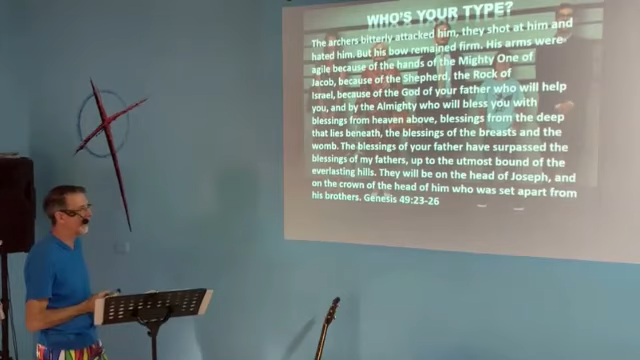 WHO'S YOUR TYPE?
The archers bitterly attacked him, they shot at him and
hated him. But his bow remained firm. His arms were
agile because of the hands of the Mighty One of
Jacob, because of the Shepherd, the Rock of
Israel, because of the God of your father who will help
you, and by the Almighty who will bless you with
blessings from heaven above, blessings from the deep
that lies beneath, the blessings of the breasts and the
womb. The blessings of your father have surpassed the
blessings of my fathers, up to the utmost bound of the
everlasting hills. They will be on the head of Joseph, and
on the crown of the head of him who was set apart from
his brothers. Genesis 49:23-26